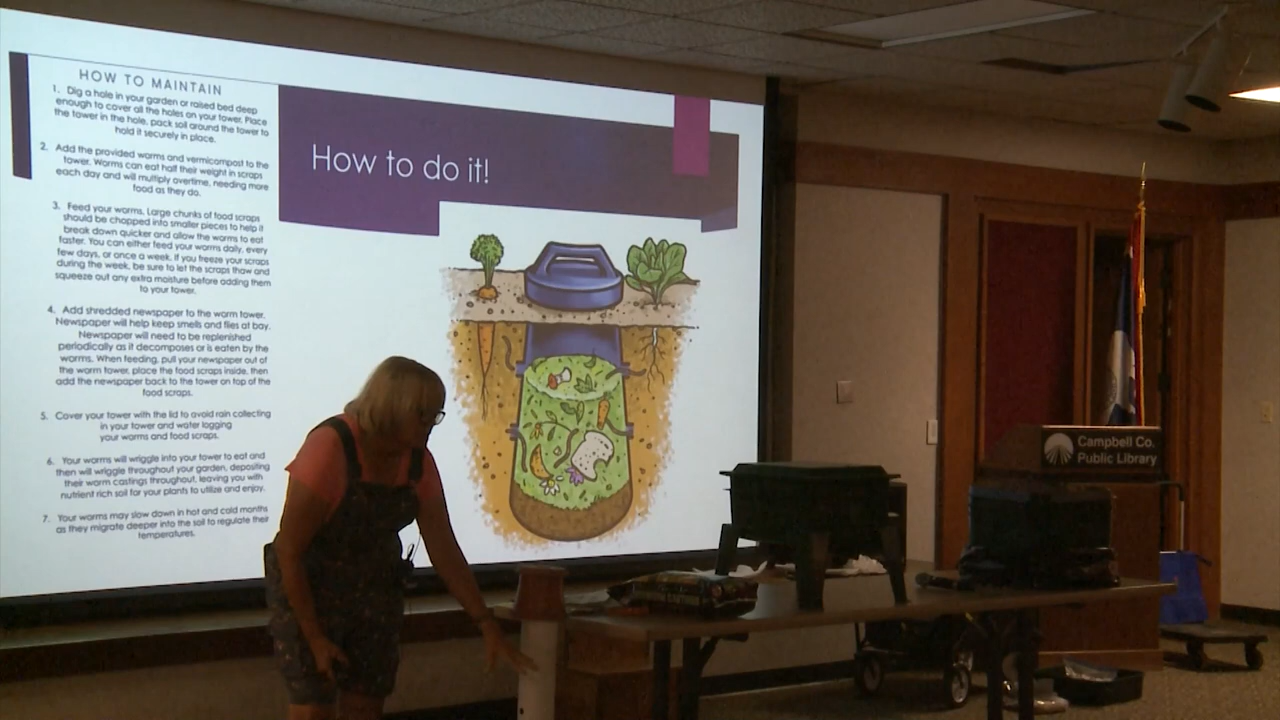 HOW TO MAINTAIN
1. Dig a hole in your garden or raised bed deep
enough to cover all the holes on your tower. Place
the tower in the hole, pack soil around the tower to
hold it securely in place.
2. Add the provided worms and vermicompost to the
tower. Worms can eat half their weight in scraps
each day and will multiply overtime, needing more
food as they do.
3. Feed your worms. Large chunks of food scraps
should be chopped into smaller pieces to help it
break down quicker and allow the worms to eat
faster. You can either feed your worms daily, every
few days, or once a week. If you freeze your scraps
during the week, be sure to let the scraps thaw and
squeeze out any extra moisture before adding them
to your tower.
4. Add shredded newspaper to the worm tower.
Newspaper will help keep smells and flies at bay.
Newspaper will need to be replenished
periodically as it decomposes or is eaten by the
worms. When feeding, pull your newspaper out of
the worm tower, place the food scraps inside, then
add the newspaper back to the tower on top of the
food scraps.
5. Cover your tower with the lid to avoid rain collecting
in your tower and water logging
your worms and food scraps.
6. Your worms will wriggle into your tower to eat and
then will wriggle throughout your garden, depositing
their worm castings throughout, leaving you with
nutrient rich soil for your plants to utilize and enjoy.
7. Your worms may slow down in hot and cold months
as they migrate deeper into the soil to regulate their
temperatures.
How to do it!
Campbell Co.
Public Library